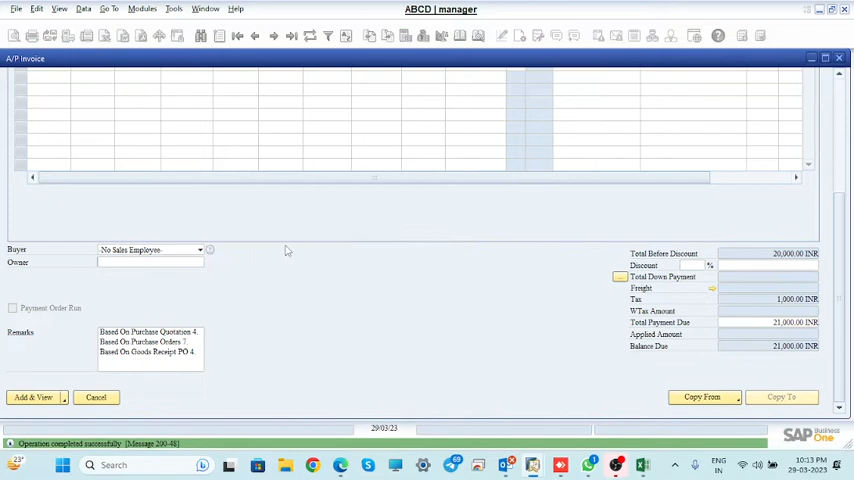 ABCD | manager
File Edit View Data Go To Modules Tools Window Help
A/P Invoice
Buyer -No Sales Employee-
Owner
Payment Order Run
Remarks Based On Purchase Quotation 4.
Based On Purchase Orders 7.
Based On Goods Receipt PO 4.
Total Before Discount 20,000.00 INR
Discount %
Total Down Payment
Freight
Tax 1,000.00 INR
WTax Amount
Total Payment Due 21,000.00 INR
Applied Amount
Balance Due 21,000.00 INR
Add & View Cancel Copy From Copy To
29/03/23
Operation completed successfully [Message 200-48]
SAP Business One
23°
Search
69
1
ENG
IN
10:13 PM
29-03-2023